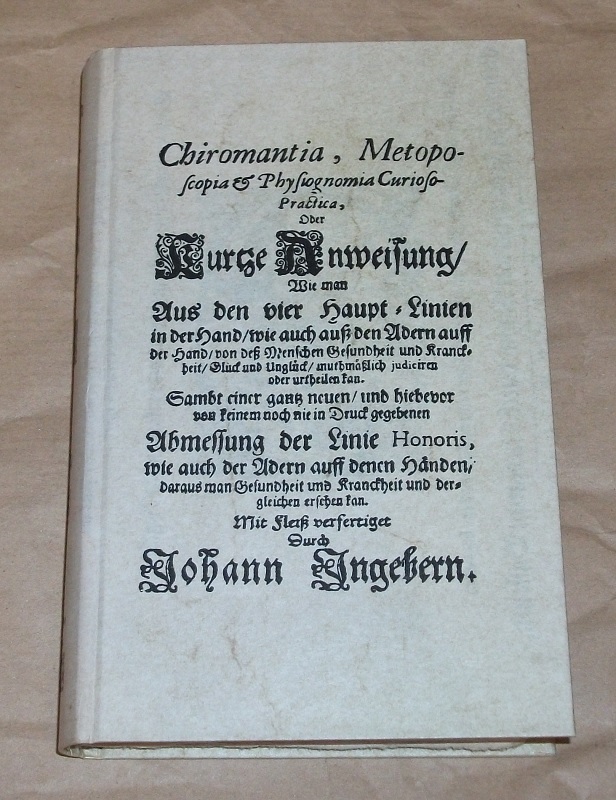 Chiromantia, Metopo-
scopia & Physiognomia Curioso-
Practica,
Oder
Kurtze Anweisung/
Wie man
Aus den vier Haupt-Linien
in der Hand/wie auch auß den Adern auff
der Hand/von deß Menschen Gesundheit und Kranck-
heit/Glück und Unglück/muthmäßlich judiciren
oder urtheilen kan.
Sambt einer gantz neuen/und hiebevor
von keinem noch nie in Druck gegebenen
Abmessung der Linie Honoris,
wie auch der Adern auff denen Händen/
daraus man Gesundheit und Kranckheit und der-
gleichen ersehen kan.
Mit Fleiß verfertiget
Durch
Johann Ingebern.